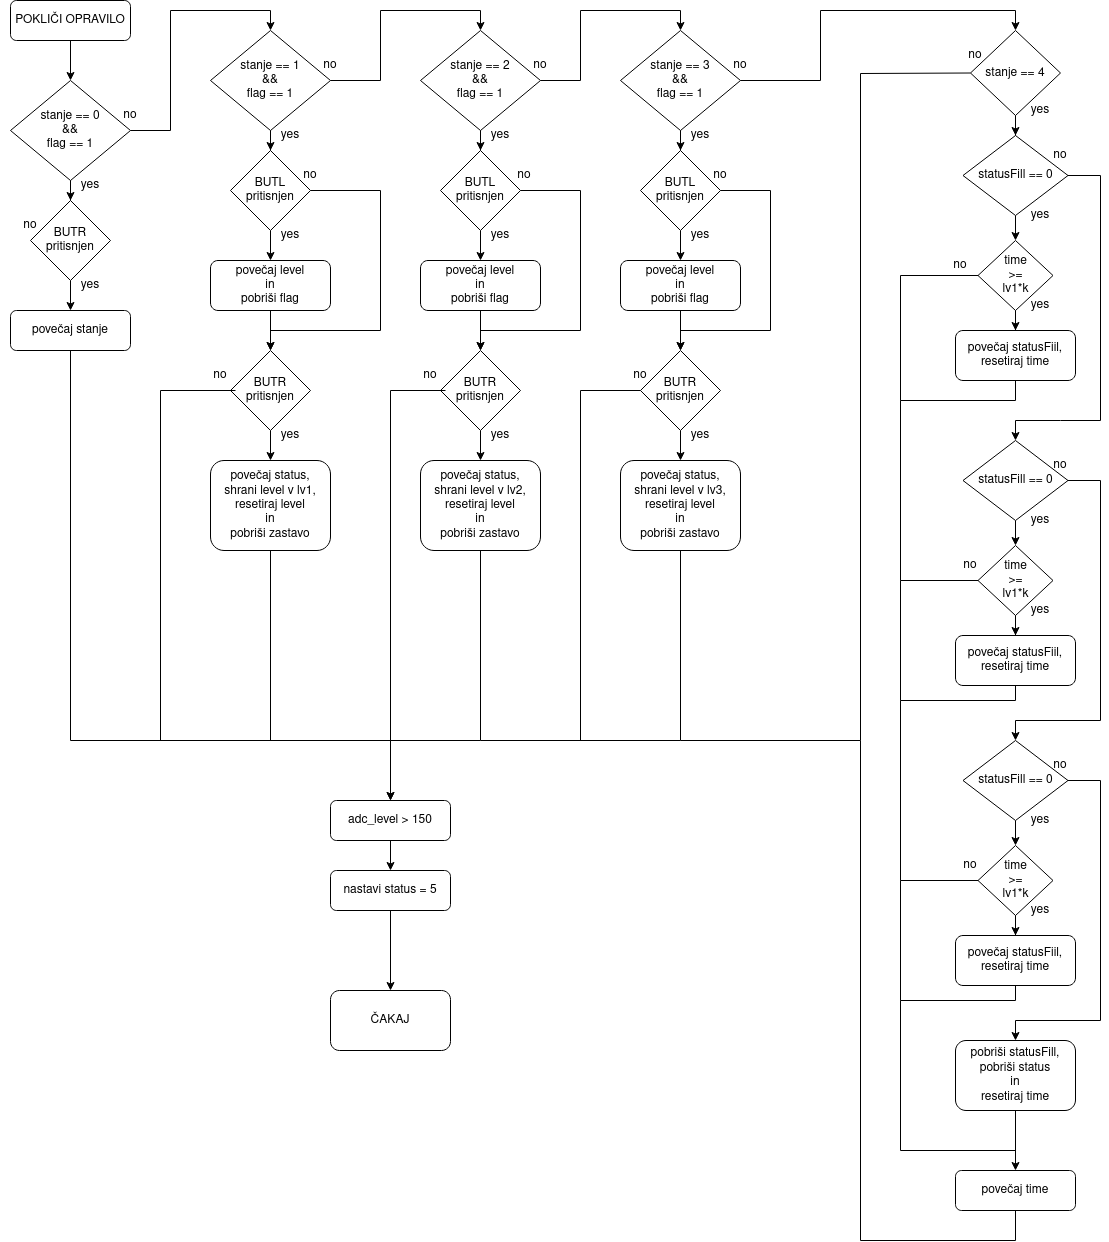 POKLIČI OPRAVILO
stanje == 0
&&
flag == 1
no
yes
BUTR
pritisnjen
no
yes
povečaj stanje
stanje == 1
&&
flag == 1
no
yes
BUTL
pritisnjen
no
yes
povečaj level
in
pobriši flag
BUTR
pritisnjen
no
yes
povečaj status,
shrani level v lv1,
resetiraj level
in
pobriši zastavo
stanje == 2
&&
flag == 1
no
yes
BUTL
pritisnjen
no
yes
povečaj level
in
pobriši flag
BUTR
pritisnjen
no
yes
povečaj status,
shrani level v lv2,
resetiraj level
in
pobriši zastavo
stanje == 3
&&
flag == 1
no
yes
BUTL
pritisnjen
no
yes
povečaj level
in
pobriši flag
BUTR
pritisnjen
no
yes
povečaj status,
shrani level v lv3,
resetiraj level
in
pobriši zastavo
stanje == 4
no
yes
statusFill == 0
no
yes
time
>=
lv1*k
no
yes
povečaj statusFiil,
resetiraj time
statusFill == 0
no
yes
time
>=
lv1*k
no
yes
povečaj statusFiil,
resetiraj time
statusFill == 0
no
yes
time
>=
lv1*k
no
yes
povečaj statusFiil,
resetiraj time
pobriši statusFill,
pobriši status
in
resetiraj time
povečaj time
adc_level > 150
nastavi status = 5
ČAKAJ